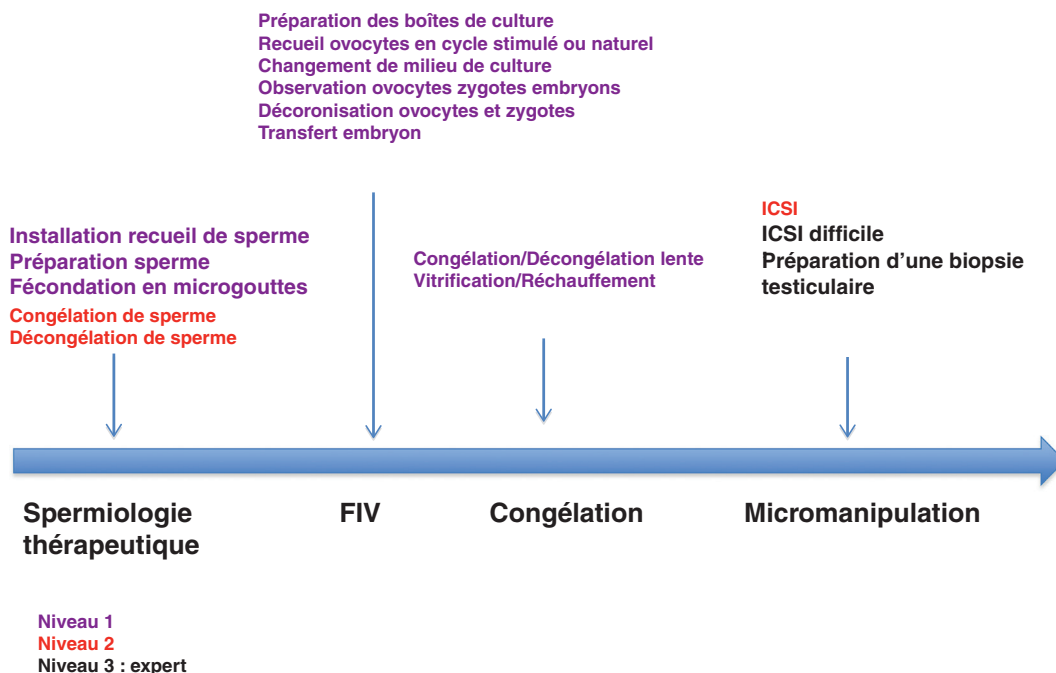 Préparation des boîtes de culture
Recueil ovocytes en cycle stimulé ou naturel
Changement de milieu de culture
Observation ovocytes zygotes embryons
Décoronisation ovocytes et zygotes
Transfert embryon
Installation recueil de sperme
Préparation sperme
Fécondation en microgouttes
Congélation de sperme
Décongélation de sperme
Congélation/Décongélation lente
Vitrification/Réchauffement
ICSI
ICSI difficile
Préparation d'une biopsie
testiculaire
Spermiologie
thérapeutique
FIV
Congélation
Micromanipulation
Niveau 1
Niveau 2
Niveau 3 : expert